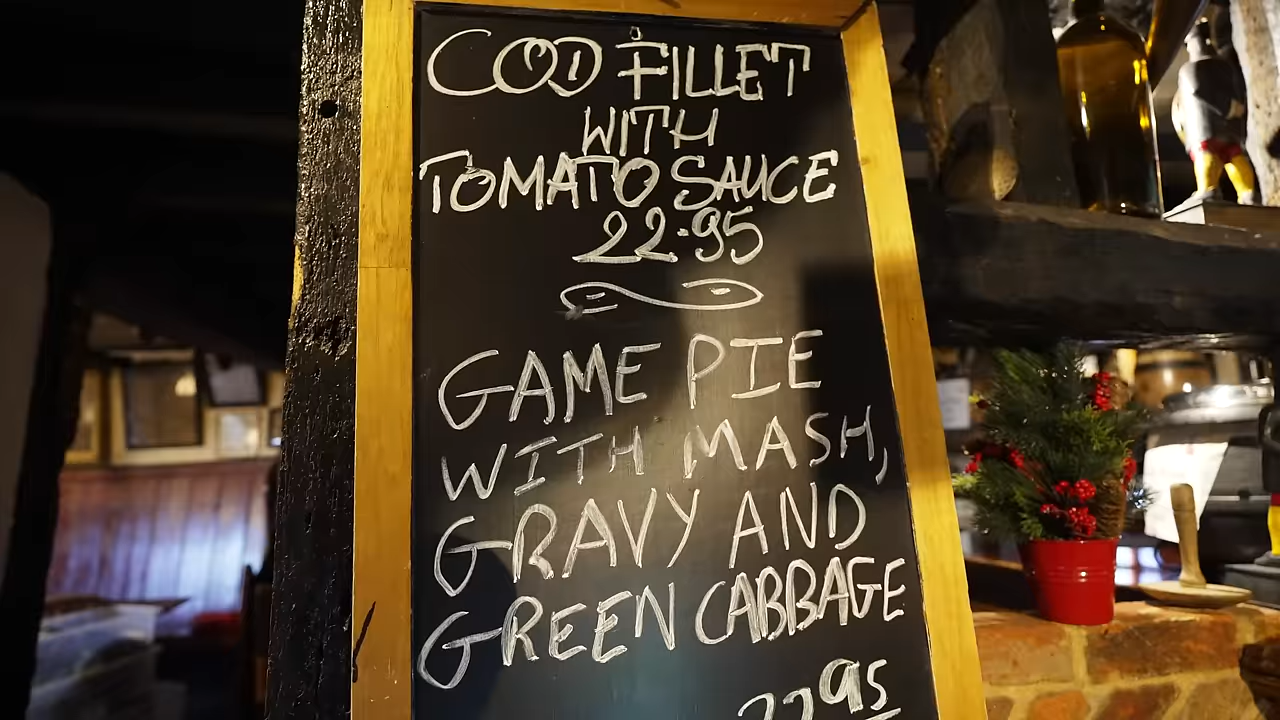 COD FILLET
WITH
TOMATO SAUCE
22.95
GAME PIE
WITH MASH,
GRAVY AND
GREEN CABBAGE